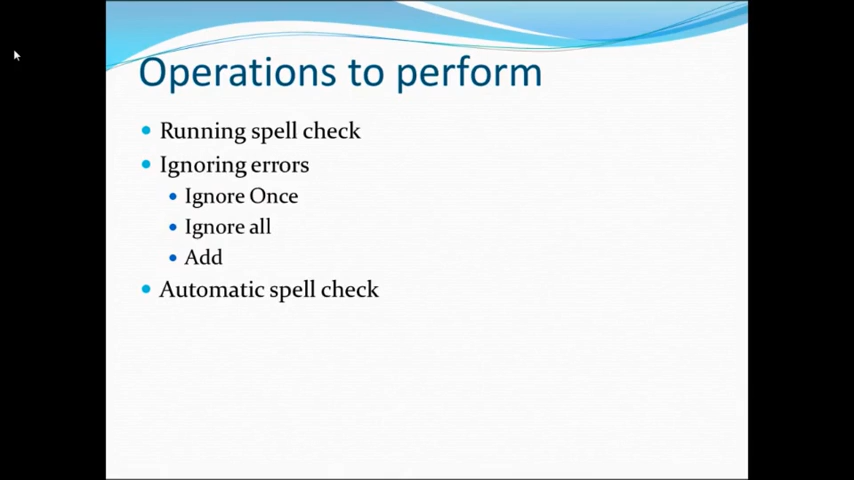 Operations to perform
Running spell check
Ignoring errors
Ignore Once
Ignore all
Add
Automatic spell check